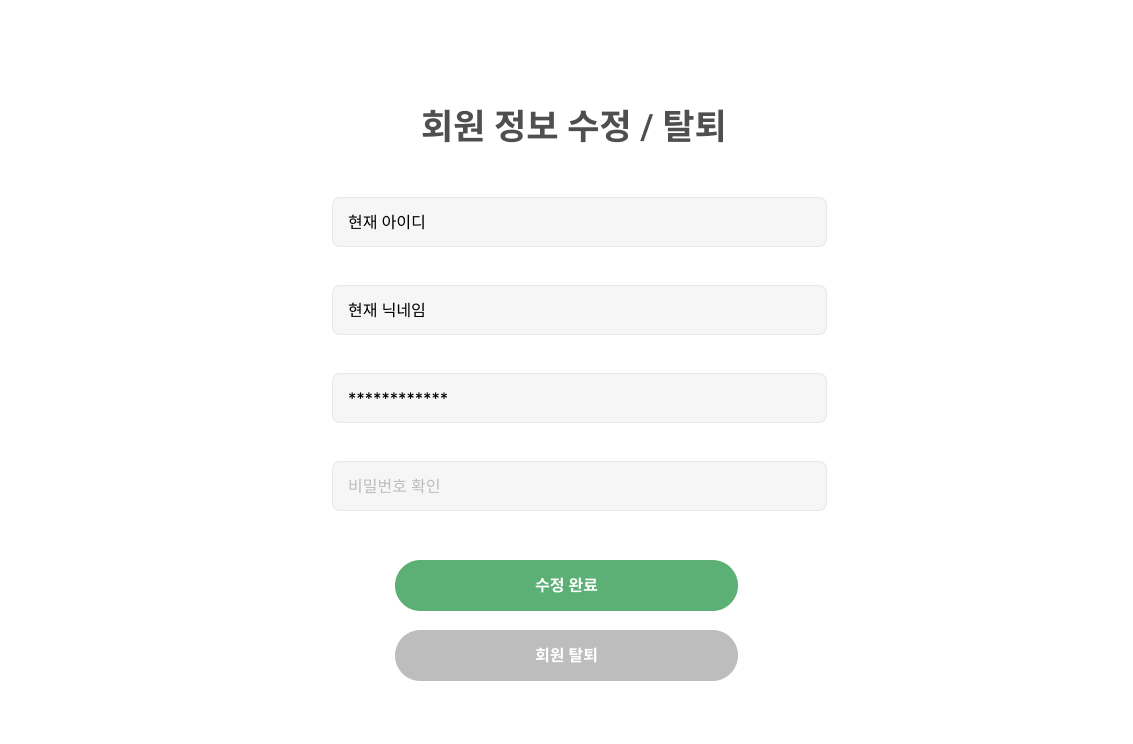 회원 정보 수정 / 탈퇴
현재 아이디
현재 닉네임
************
비밀번호 확인
수정 완료
회원 탈퇴